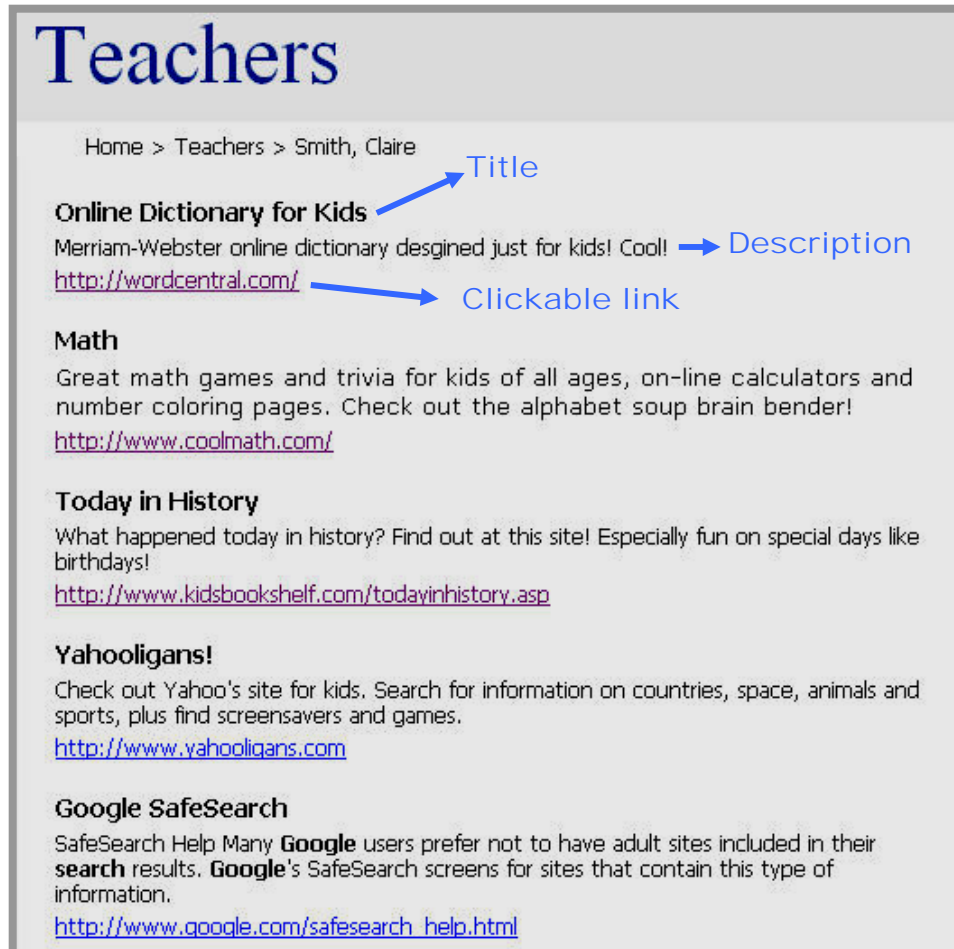 Teachers
Home > Teachers > Smith, Claire
Title
Online Dictionary for Kids
Merriam-Webster online dictionary desgined just for kids! Cool!
Description
http://wordcentral.com/
Clickable link
Math
Great math games and trivia for kids of all ages, on-line calculators and
number coloring pages. Check out the alphabet soup brain bender!
http://www.coolmath.com/
Today in History
What happened today in history? Find out at this site! Especially fun on special days like
birthdays!
http://www.kidsbookshelf.com/todayinhistory.asp
Yahooligans!
Check out Yahoo's site for kids. Search for information on countries, space, animals and
sports, plus find screensavers and games.
http://www.yahooligans.com
Google SafeSearch
SafeSearch Help Many Google users prefer not to have adult sites included in their
search results. Google's SafeSearch screens for sites that contain this type of
information.
http://www.google.com/safesearch_help.html